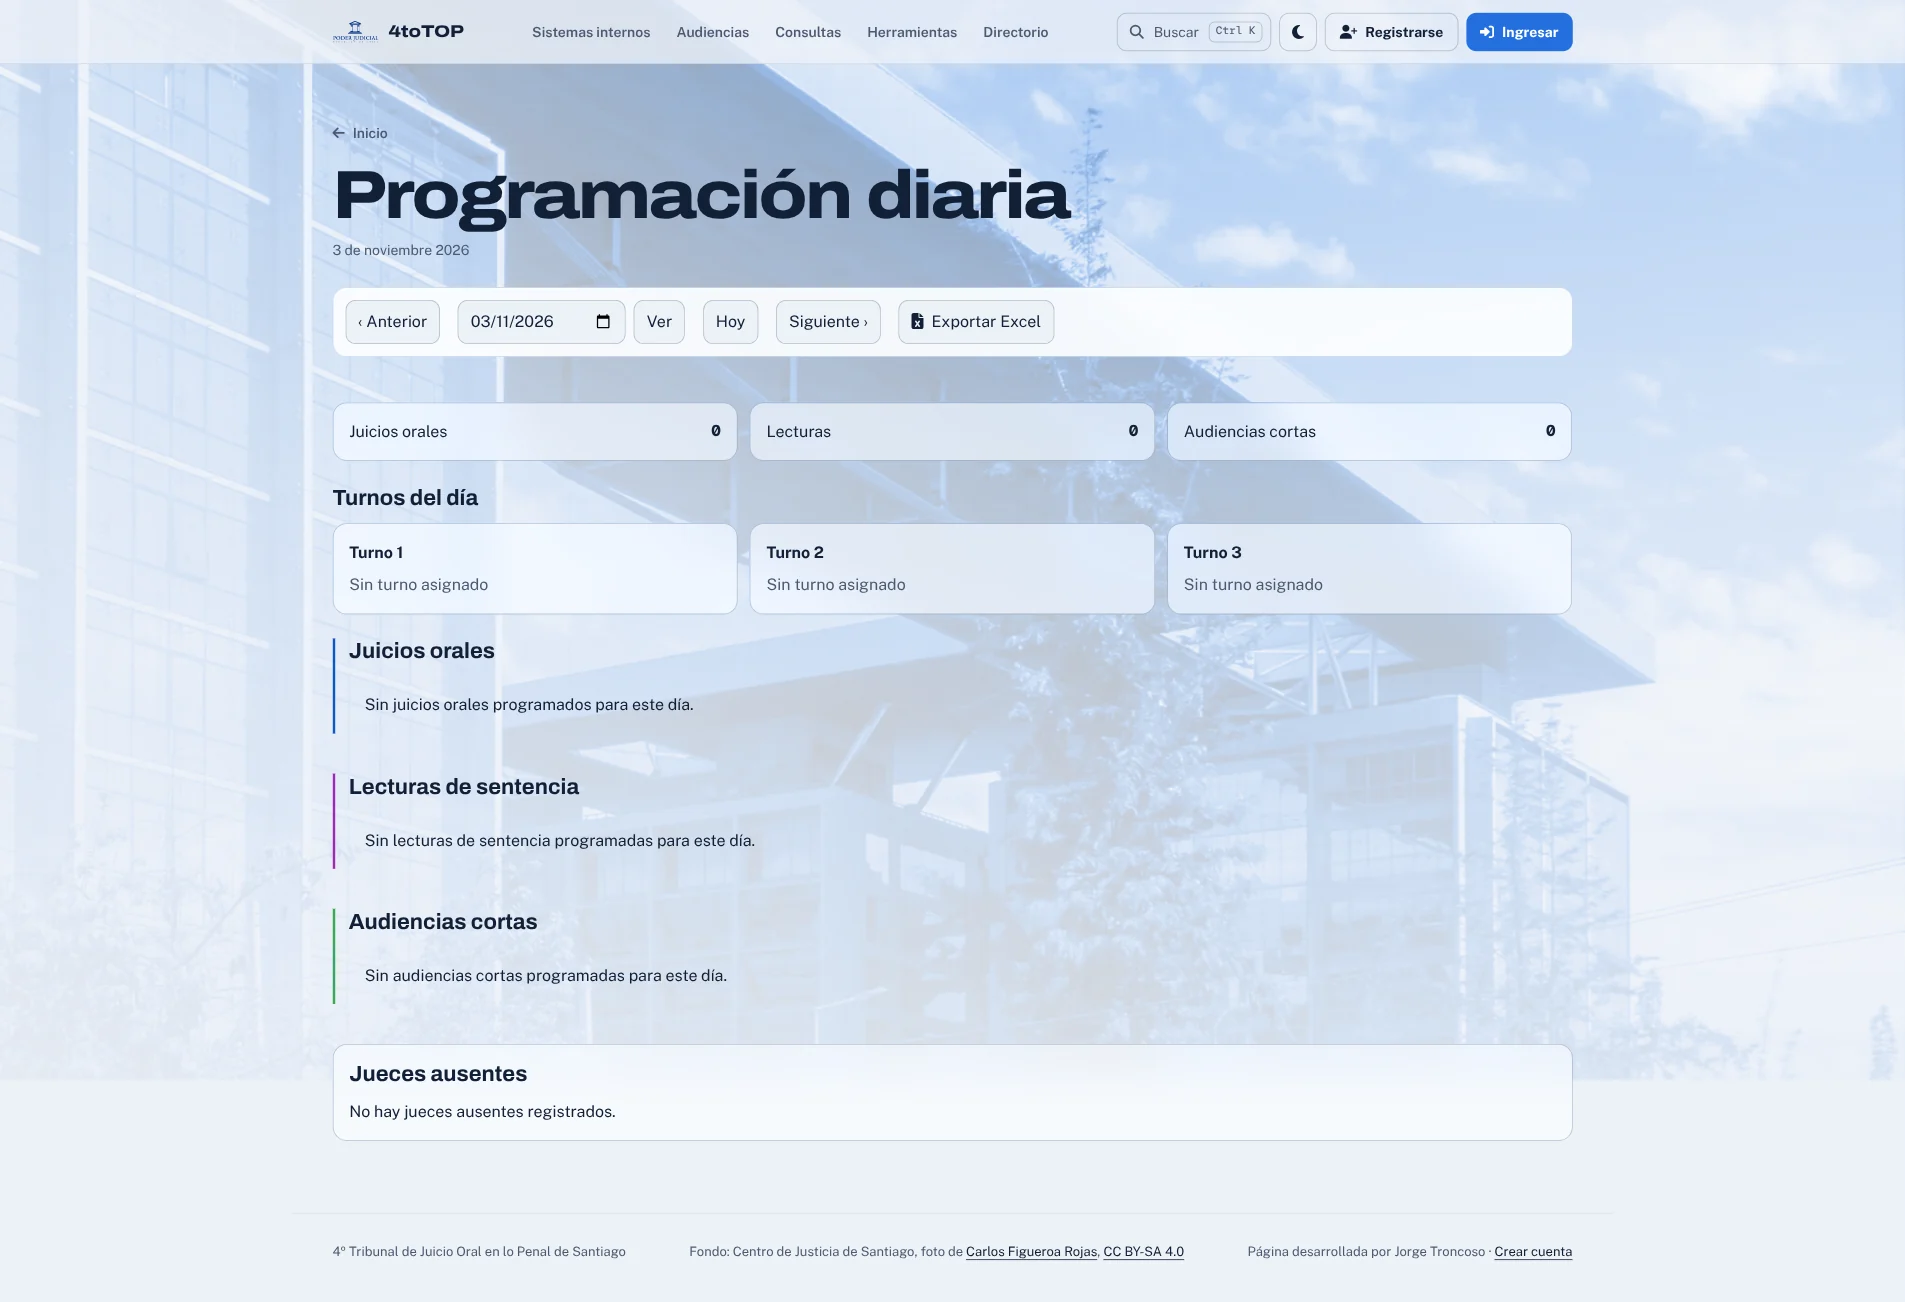 PODER JUDICIAL
4toTOP
Sistemas internos
Audiencias
Consultas
Herramientas
Directorio
Buscar
Ctrl K
Registrarse
Ingresar
Inicio
Programación diaria
3 de noviembre 2026
‹ Anterior
03/11/2026
Ver
Hoy
Siguiente ›
Exportar Excel
Juicios orales 0
Lecturas 0
Audiencias cortas 0
Turnos del día
Turno 1
Sin turno asignado
Turno 2
Sin turno asignado
Turno 3
Sin turno asignado
Juicios orales
Sin juicios orales programados para este día.
Lecturas de sentencia
Sin lecturas de sentencia programadas para este día.
Audiencias cortas
Sin audiencias cortas programadas para este día.
Jueces ausentes
No hay jueces ausentes registrados.
4º Tribunal de Juicio Oral en lo Penal de Santiago
Fondo: Centro de Justicia de Santiago, foto de Carlos Figueroa Rojas, CC BY-SA 4.0
Página desarrollada por Jorge Troncoso · Crear cuenta